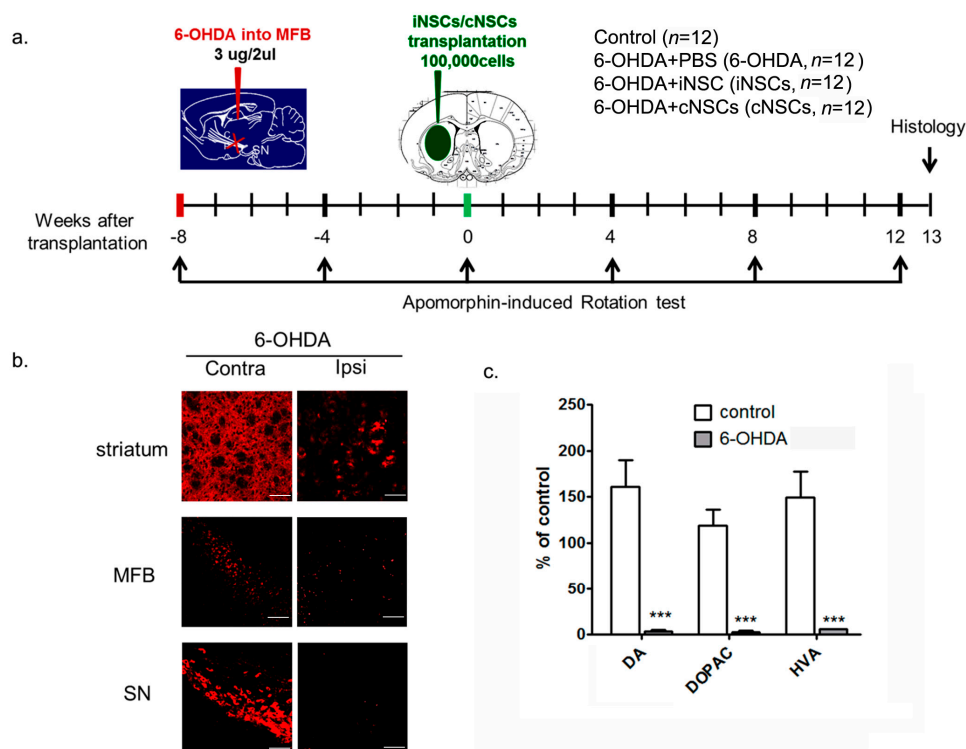 a.
6-OHDA into MFB
3 ug/2ul
SN
iNSCs/cNSCs
transplantation
100,000cells
Control (n=12)
6-OHDA+PBS (6-OHDA, n=12)
6-OHDA+iNSC (iNSCs, n=12)
6-OHDA+cNSCs (cNSCs, n=12)
Histology
Weeks after
transplantation
-8 -4 0 4 8 12 13
Apomorphin-induced Rotation test
b.
6-OHDA
Contra Ipsi
striatum
MFB
SN
c.
control
6-OHDA
% of control
250
200
150
100
50
0
*** *** ***
DA DOPAC HVA